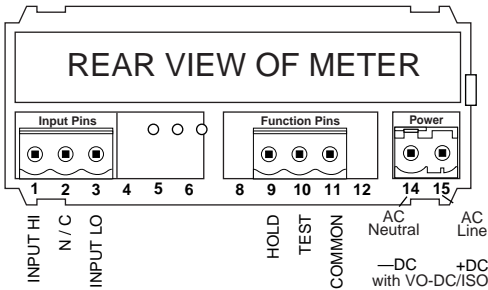 REAR VIEW OF METER
Input Pins
Function Pins
Power
1 2 3 4 5 6 8 9 10 11 12 14 15
INPUT HI
N / C
INPUT LO
HOLD
TEST
COMMON
AC Neutral
AC Line
—DC +DC
with VO-DC/ISO